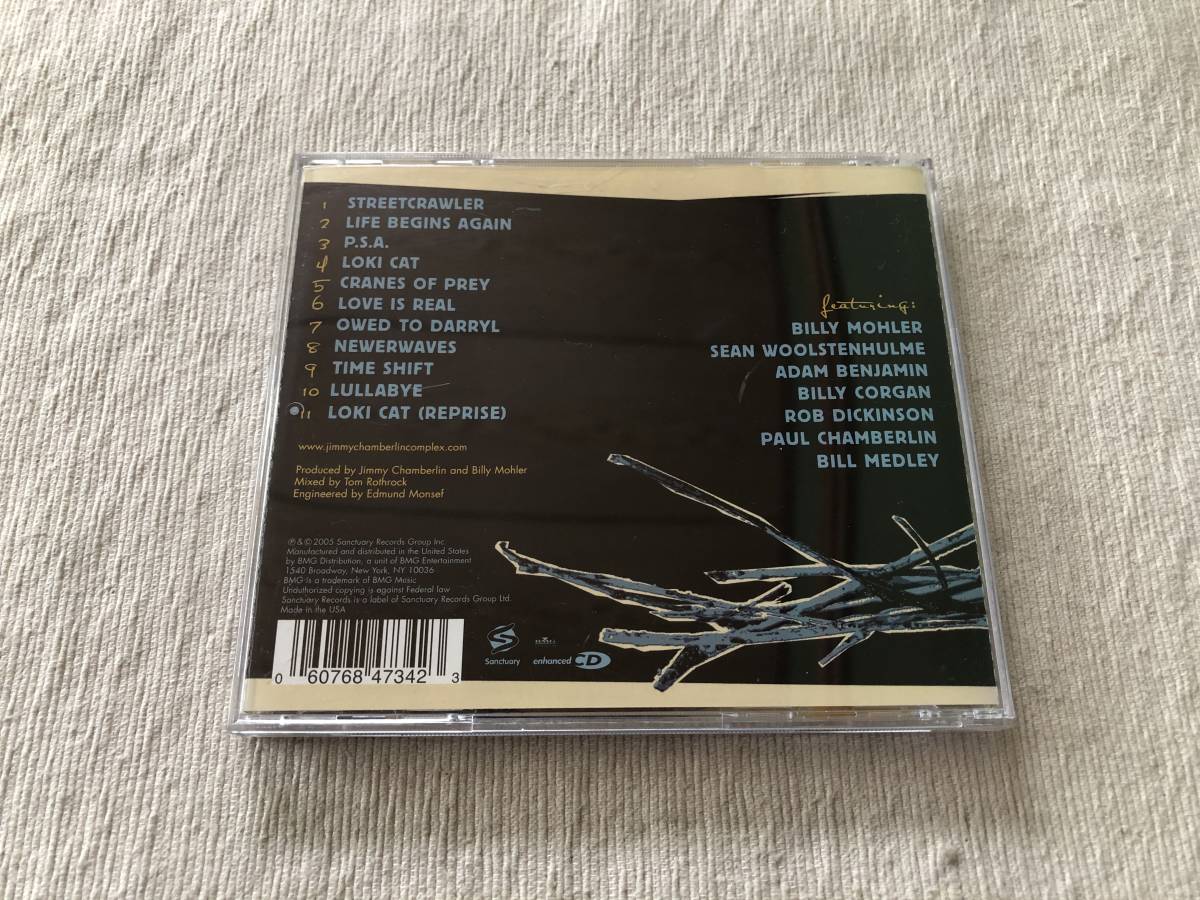 1 STREETCRAWLER
2 LIFE BEGINS AGAIN
3 P.S.A.
4 LOKI CAT
5 CRANES OF PREY
6 LOVE IS REAL
7 OWED TO DARRYL
8 NEWERWAVES
9 TIME SHIFT
10 LULLABYE
11 LOKI CAT (REPRISE)
featuring:
BILLY MOHLER
SEAN WOOLSTENHULME
ADAM BENJAMIN
BILLY CORGAN
ROB DICKINSON
PAUL CHAMBERLIN
BILL MEDLEY
www.jimmychamberlincomplex.com
Produced by Jimmy Chamberlin and Billy Mohler
Mixed by Tom Rothrock
Engineered by Edmund Monsef
℗ & © 2005 Sanctuary Records Group Inc.
Manufactured and distributed in the United States
by BMG Distribution, a unit of BMG Entertainment
1540 Broadway, New York, NY 10036
BMG is a trademark of BMG Music
Unduthorized copying is against Federal law
Sanctuary Records is a label of Sanctuary Records Group Ltd.
Made in the USA
0 60768 47342 3
Sanctuary
enhanced CD